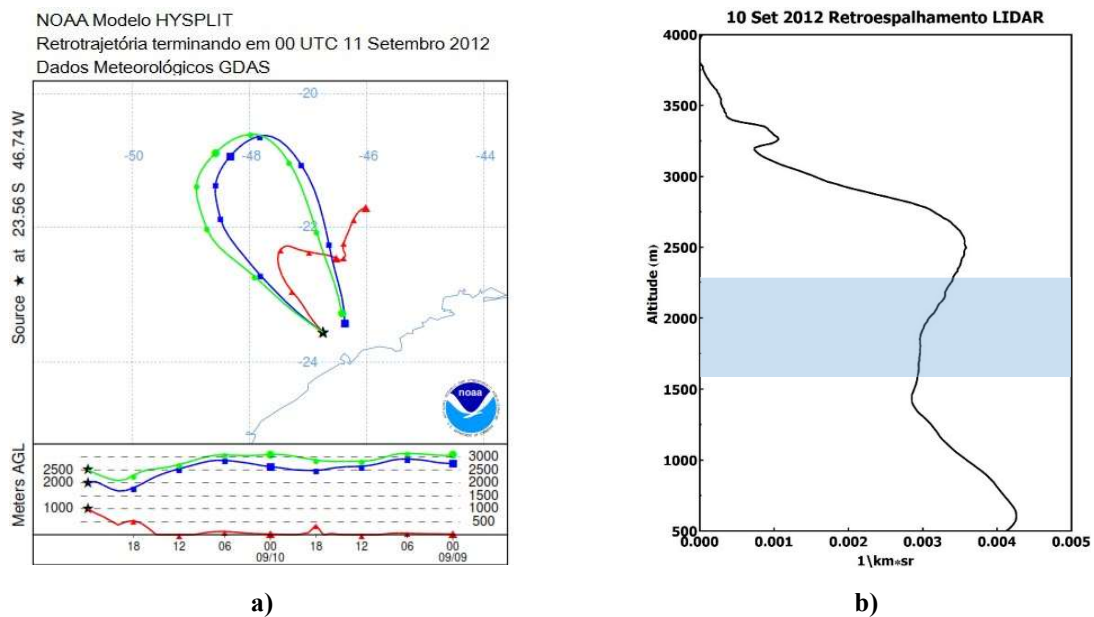 NOAA Modelo HYSPLIT
Retrotrajetória terminando em 00 UTC 11 Setembro 2012
Dados Meteorológicos GDAS
Source ★ at 23.56 S 46.74 W
-20
-50
-48
-46
-44
-22
-24
noaa
Meters AGL
2500
2000
1000
3000
2500
2000
1500
1000
500
18 12 06 00 18 12 06 00
09/10 09/09
a)
10 Set 2012 Retroespalhamento LIDAR
Altitude (m)
4000
3500
3000
2500
2000
1500
1000
500
0.000 0.001 0.002 0.003 0.004 0.005
1\km*sr
b)